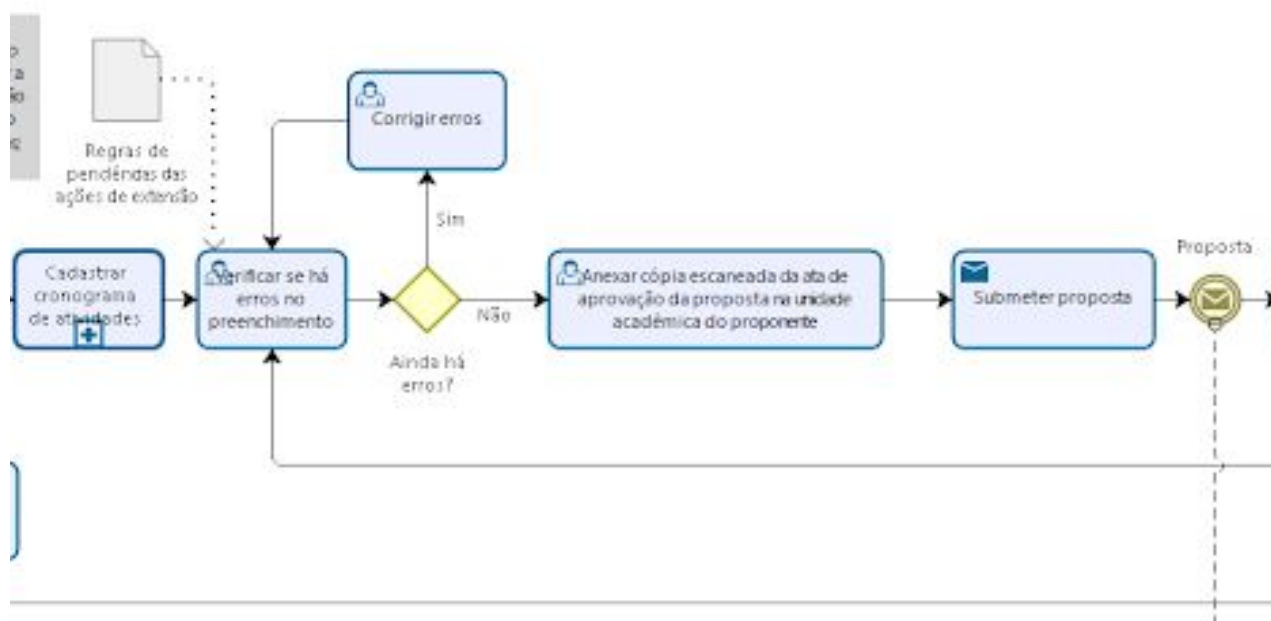 Corrigir erros
Regras de
pendências das
ações de extensão
Sim
Cadastrar
cronograma
de atividades
Verificar se há
erros no
preenchimento
Não
Ainda há
erros?
Anexar cópia escaneada da ata de
aprovação da proposta na unidade
acadêmica do proponente
Submeter proposta
Proposta